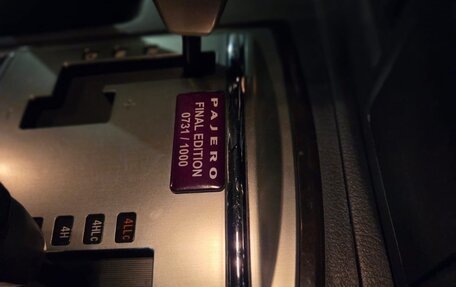 PAJERO
FINAL EDITION
0731 / 1000
4H
4HLc
4LLc